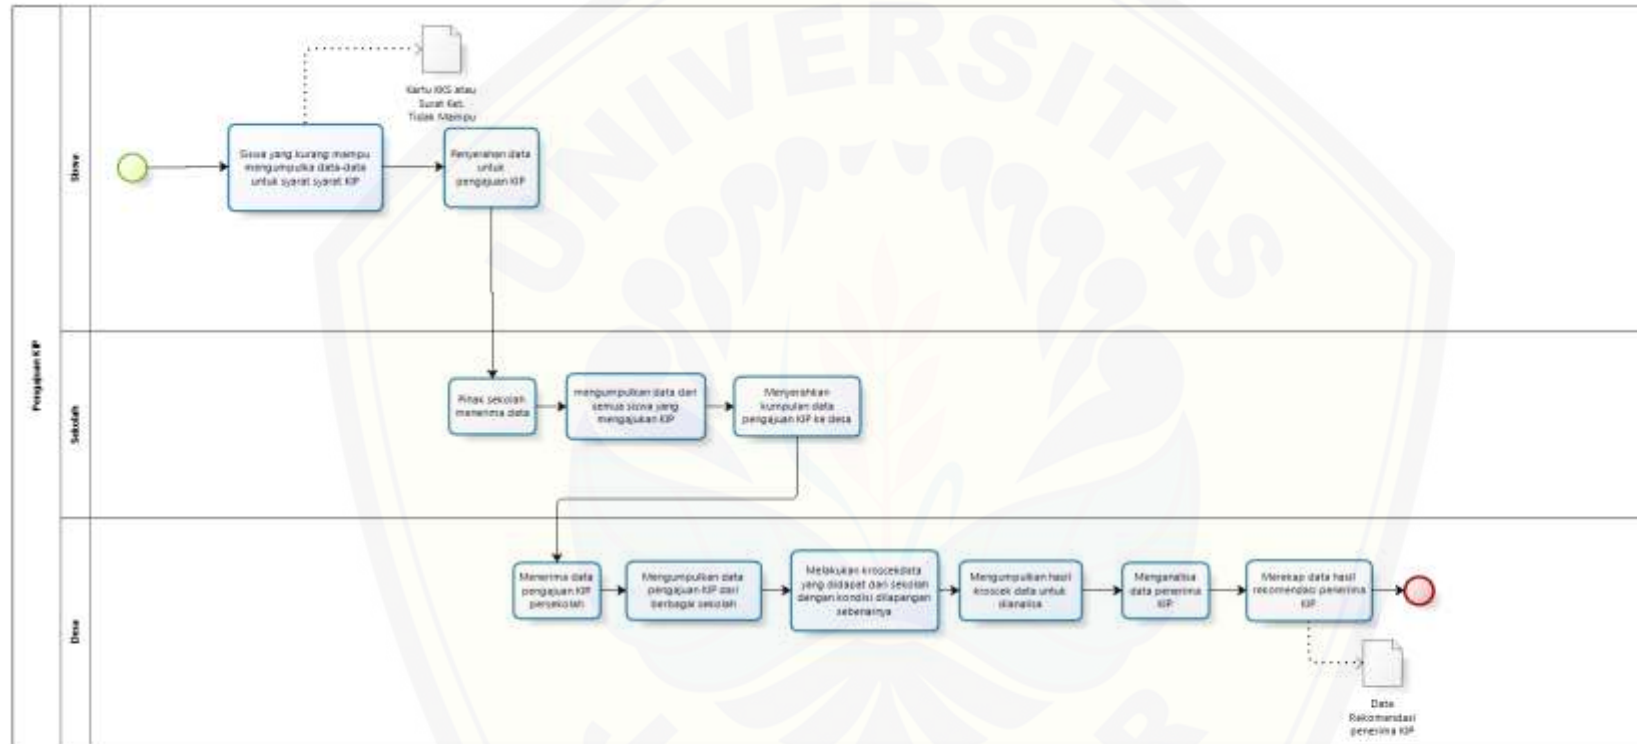 UNIVERSITAS
Pengajuan KIP
Siswa
Kartu KKS atau
Surat Ket.
Tidak Mampu
Siswa yang kurang mampu
mengumpulka data-data
untuk syarat syarat KIP
Penyerahan data
untuk
pengajuan KIP
Sekolah
Pihak sekolah
menerima data
mengumpulkan data dari
semua siswa yang
mengajukan KIP
Menyerahkan
kumpulan data
pengajuan KIP ke desa
Desa
Menerima data
pengajuan KIP
persekolah
Mengumpulkan data
pengajuan KIP dari
berbagai sekolah
Melakukan kroscekdata
yang didapat dari sekolah
dengan kondisi dilapangan
sebenarnya
Mengumpulkan hasil
kroscek data untuk
dianalisa
Menganalisa
data penerima
KIP
Merekap data hasil
rekomendasi penerima
KIP
Data
Rekomendasi
penerima KIP